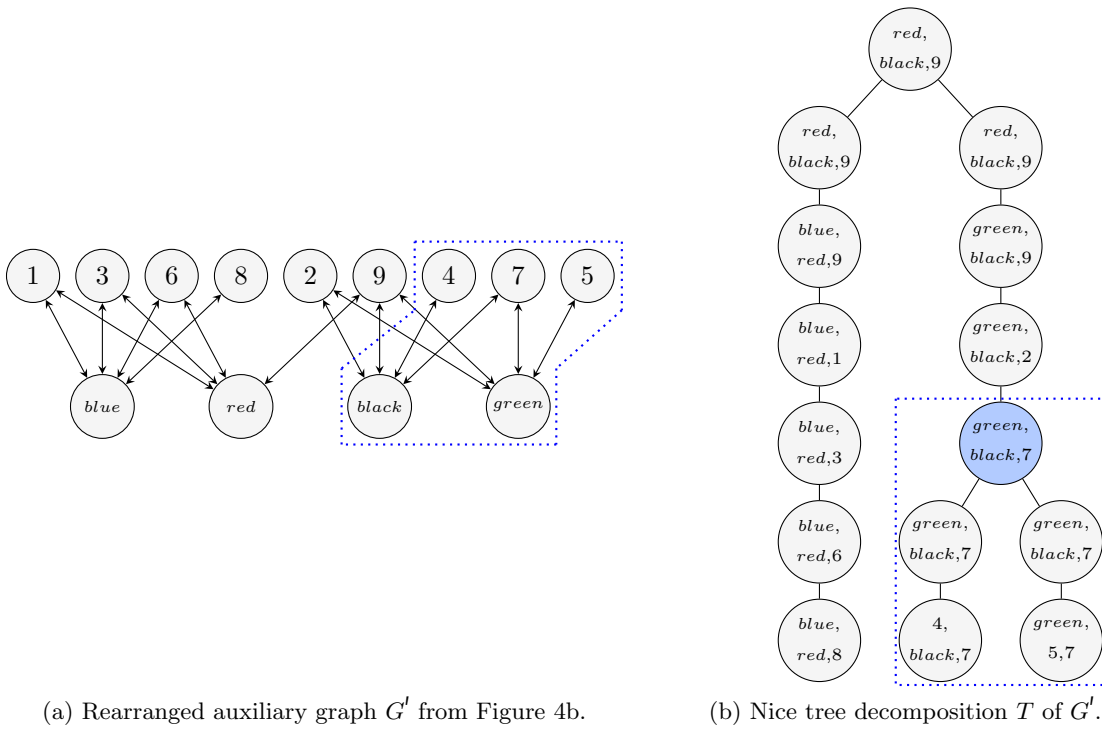 1 3 6 8 2 9 4 7 5
blue red black green
(a) Rearranged auxiliary graph G′ from Figure 4b.
red,
black,9
red,
black,9
red,
black,9
blue,
red,9
green,
black,9
blue,
red,1
green,
black,2
blue,
red,3
green,
black,7
blue,
red,6
green,
black,7
green,
black,7
blue,
red,8
4,
black,7
green,
5,7
(b) Nice tree decomposition T of G′.